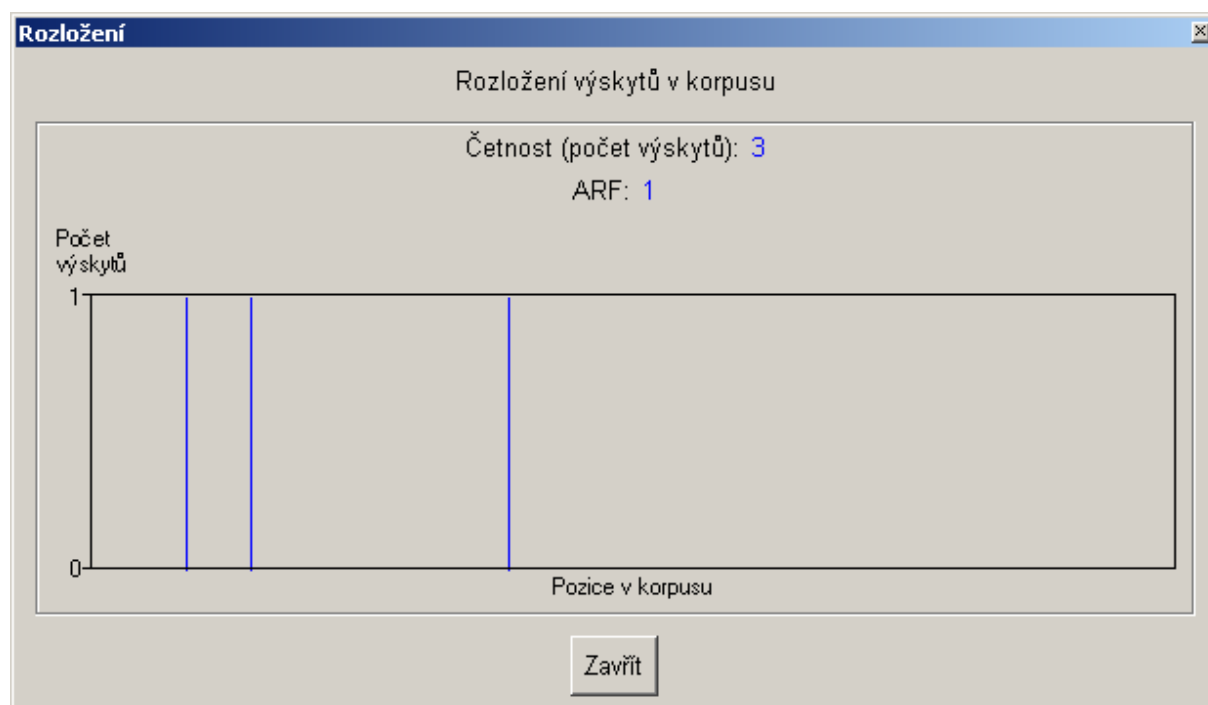 Rozložení
Rozložení výskytů v korpusu
Četnost (počet výskytů): 3
ARF: 1
Počet
výskytů
1
0
Pozice v korpusu
Zavřít